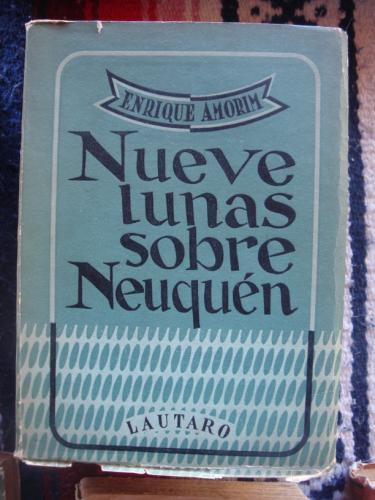 ENRIQUE AMORIM
Nueve
lunas
sobre
Neuquén
LAUTARO